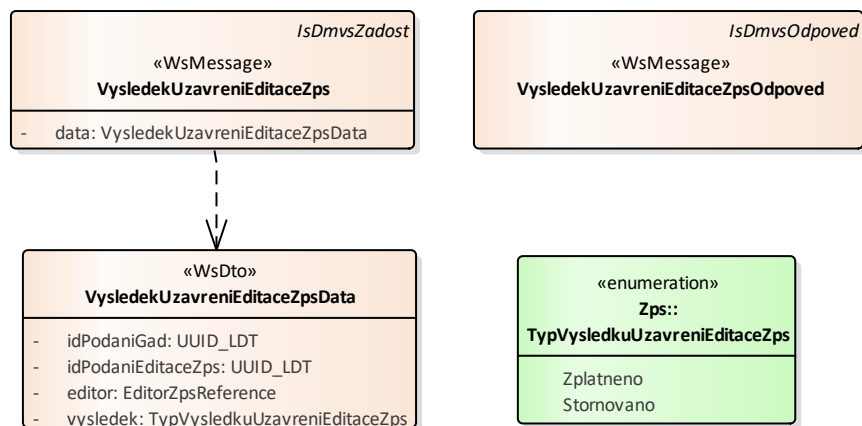 IsDmvsZadost
«WsMessage»
VysledekUzavreniEditaceZps
- data: VysledekUzavreniEditaceZpsData
IsDmvsOdpoved
«WsMessage»
VysledekUzavreniEditaceZpsOdpoved
«WsDto»
VysledekUzavreniEditaceZpsData
- idPodaniGad: UUID_LDT
- idPodaniEditaceZps: UUID_LDT
- editor: EditorZpsReference
- vysledek: TypVysledkuUzavreniEditaceZps
«enumeration»
Zps::
TypVysledkuUzavreniEditaceZps
Zplatneno
Stornovano